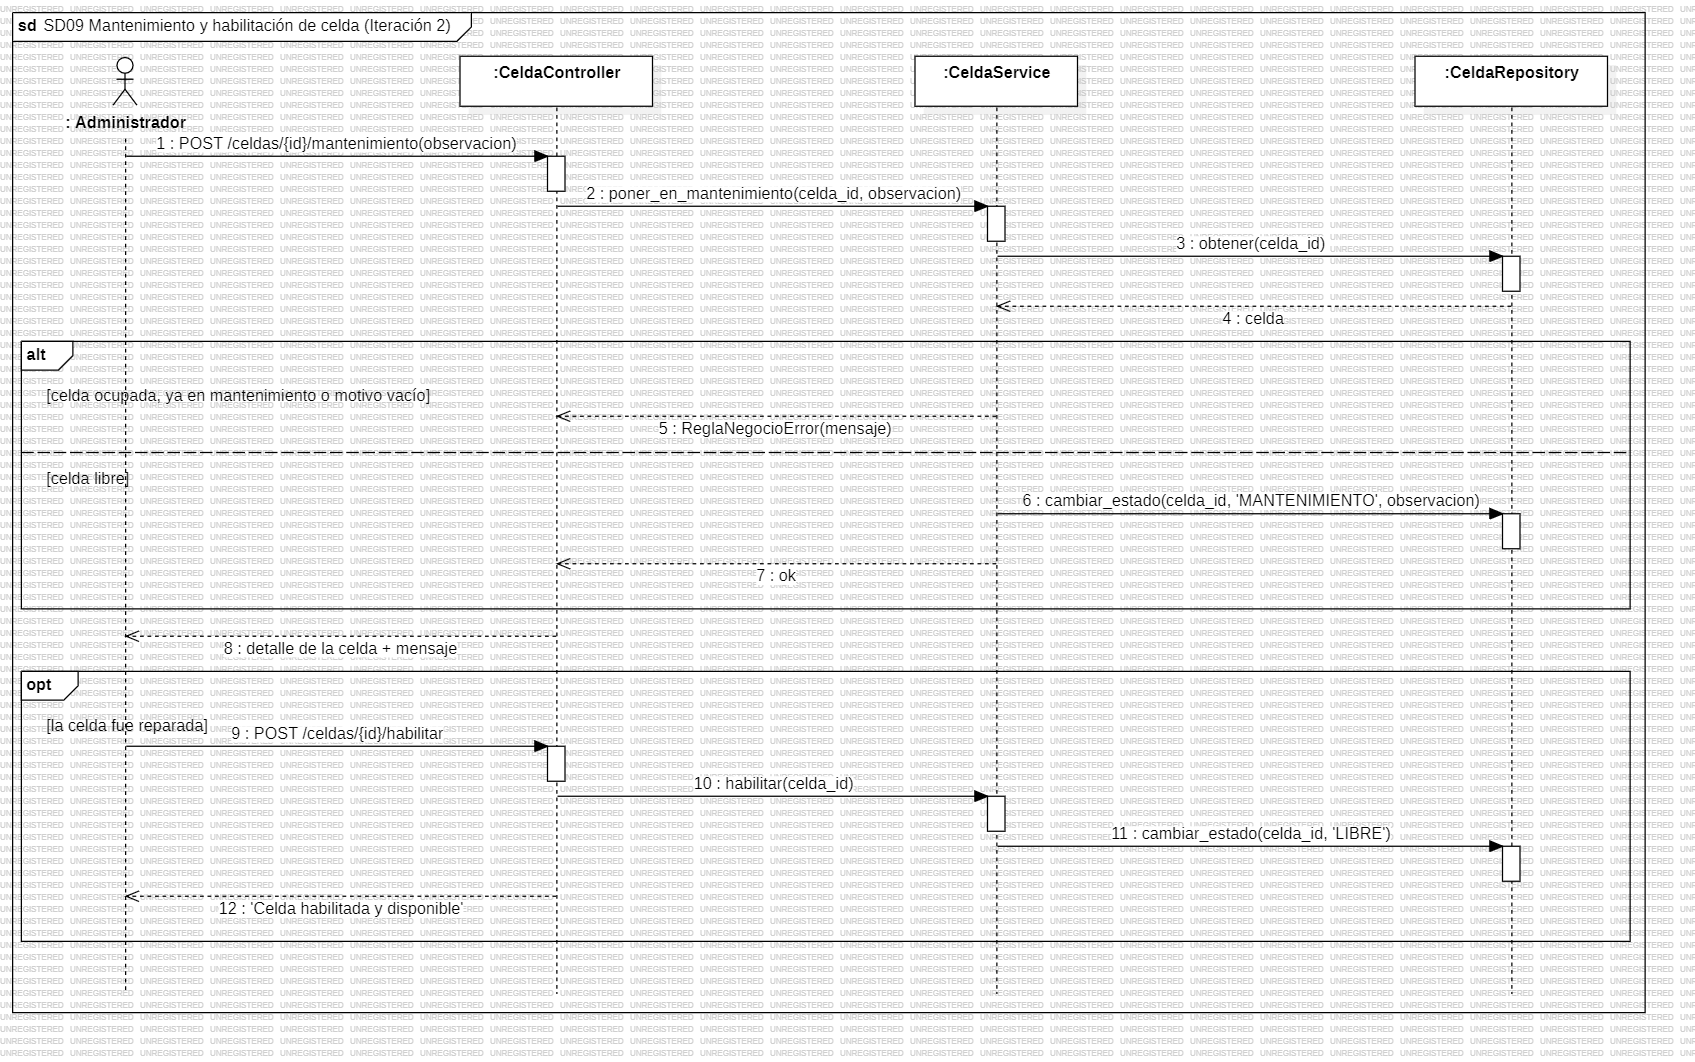 sd SD09 Mantenimiento y habilitación de celda (Iteración 2)
: Administrador
:CeldaController
:CeldaService
:CeldaRepository
1 : POST /celdas/{id}/mantenimiento(observacion)
2 : poner_en_mantenimiento(celda_id, observacion)
3 : obtener(celda_id)
4 : celda
alt
[celda ocupada, ya en mantenimiento o motivo vacío]
5 : ReglaNegocioError(mensaje)
[celda libre]
6 : cambiar_estado(celda_id, 'MANTENIMIENTO', observacion)
7 : ok
8 : detalle de la celda + mensaje
opt
[la celda fue reparada]
9 : POST /celdas/{id}/habilitar
10 : habilitar(celda_id)
11 : cambiar_estado(celda_id, 'LIBRE')
12 : 'Celda habilitada y disponible'
UNREGISTERED